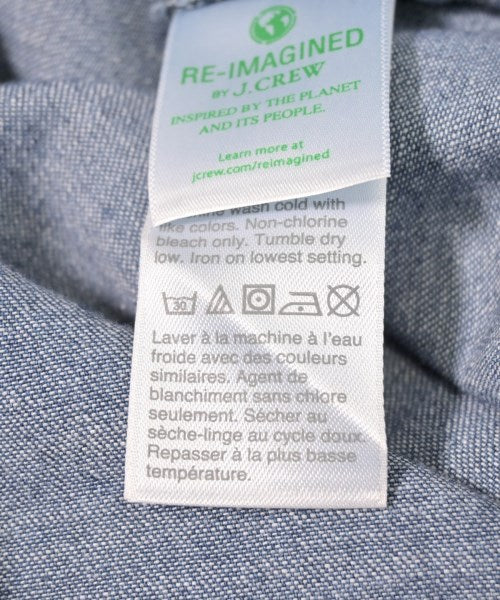 RE-IMAGINED
BY J.CREW
INSPIRED BY THE PLANET
AND ITS PEOPLE.
Learn more at
jcrew.com/reimagined
wash cold with
like colors. Non-chlorine
bleach only. Tumble dry
low. Iron on lowest setting.
30
Laver à la machine à l'eau
froide avec des couleurs
similaires. Agent de
blanchiment sans chlore
seulement. Sécher au
sèche-linge au cycle doux.
Repasser à la plus basse
température.